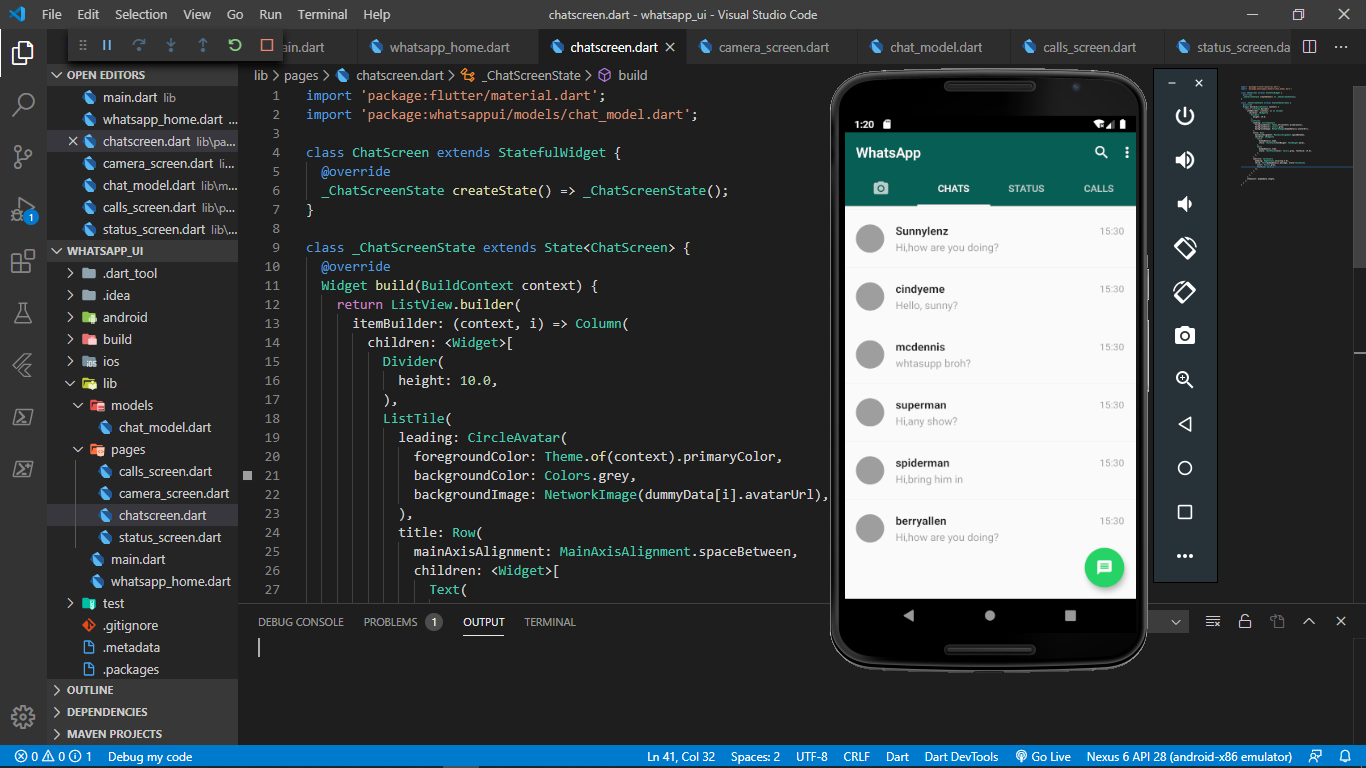 File Edit Selection View Go Run Terminal Help
chatscreen.dart - whatsapp_ui - Visual Studio Code
ain.dart
whatsapp_home.dart
chatscreen.dart
camera_screen.dart
chat_model.dart
calls_screen.dart
status_screen.da
OPEN EDITORS
main.dart lib
whatsapp_home.dart ...
chatscreen.dart lib\pa...
camera_screen.dart li...
chat_model.dart lib\m...
calls_screen.dart lib\p...
status_screen.dart lib\...
WHATSAPP_UI
.dart_tool
.idea
android
build
ios
lib
models
chat_model.dart
pages
calls_screen.dart
camera_screen.dart
chatscreen.dart
status_screen.dart
main.dart
whatsapp_home.dart
test
.gitignore
.metadata
.packages
OUTLINE
DEPENDENCIES
MAVEN PROJECTS
1
lib > pages > chatscreen.dart > _ChatScreenState > build
1 import 'package:flutter/material.dart';
2 import 'package:whatsappui/models/chat_model.dart';
3
4 class ChatScreen extends StatefulWidget {
5 @override
6 _ChatScreenState createState() => _ChatScreenState();
7 }
8
9 class _ChatScreenState extends State<ChatScreen> {
10 @override
11 Widget build(BuildContext context) {
12 return ListView.builder(
13 itemBuilder: (context, i) => Column(
14 children: <Widget>[
15 Divider(
16 height: 10.0,
17 ),
18 ListTile(
19 leading: CircleAvatar(
20 foregroundColor: Theme.of(context).primaryColor,
21 backgroundColor: Colors.grey,
22 backgroundImage: NetworkImage(dummyData[i].avatarUrl),
23 ),
24 title: Row(
25 mainAxisAlignment: MainAxisAlignment.spaceBetween,
26 children: <Widget>[
27 Text(
1:20
WhatsApp
CHATS STATUS CALLS
Sunnylenz 15:30
Hi,how are you doing?
cindyeme 15:30
Hello, sunny?
mcdennis 15:30
whtasupp broh?
superman 15:30
Hi,any show?
spiderman 15:30
Hi,bring him in
berryallen 15:30
Hi,how are you doing?
DEBUG CONSOLE PROBLEMS 1 OUTPUT TERMINAL
0 0 1 Debug my code
Ln 41, Col 32 Spaces: 2 UTF-8 CRLF Dart Dart DevTools Go Live Nexus 6 API 28 (android-x86 emulator)